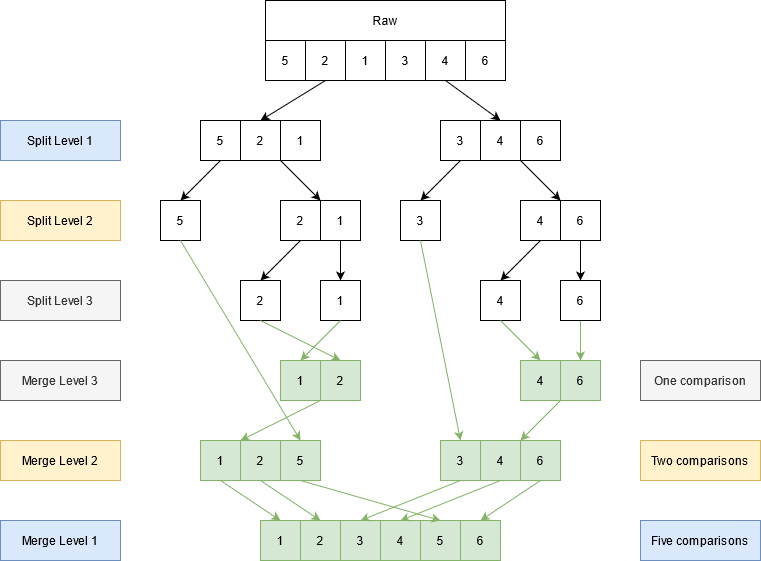 Raw
5 2 1 3 4 6
Split Level 1 5 2 1 3 4 6
Split Level 2 5 2 1 3 4 6
Split Level 3 2 1 4 6
Merge Level 3 1 2 4 6 One comparison
Merge Level 2 1 2 5 3 4 6 Two comparisons
Merge Level 1 1 2 3 4 5 6 Five comparisons